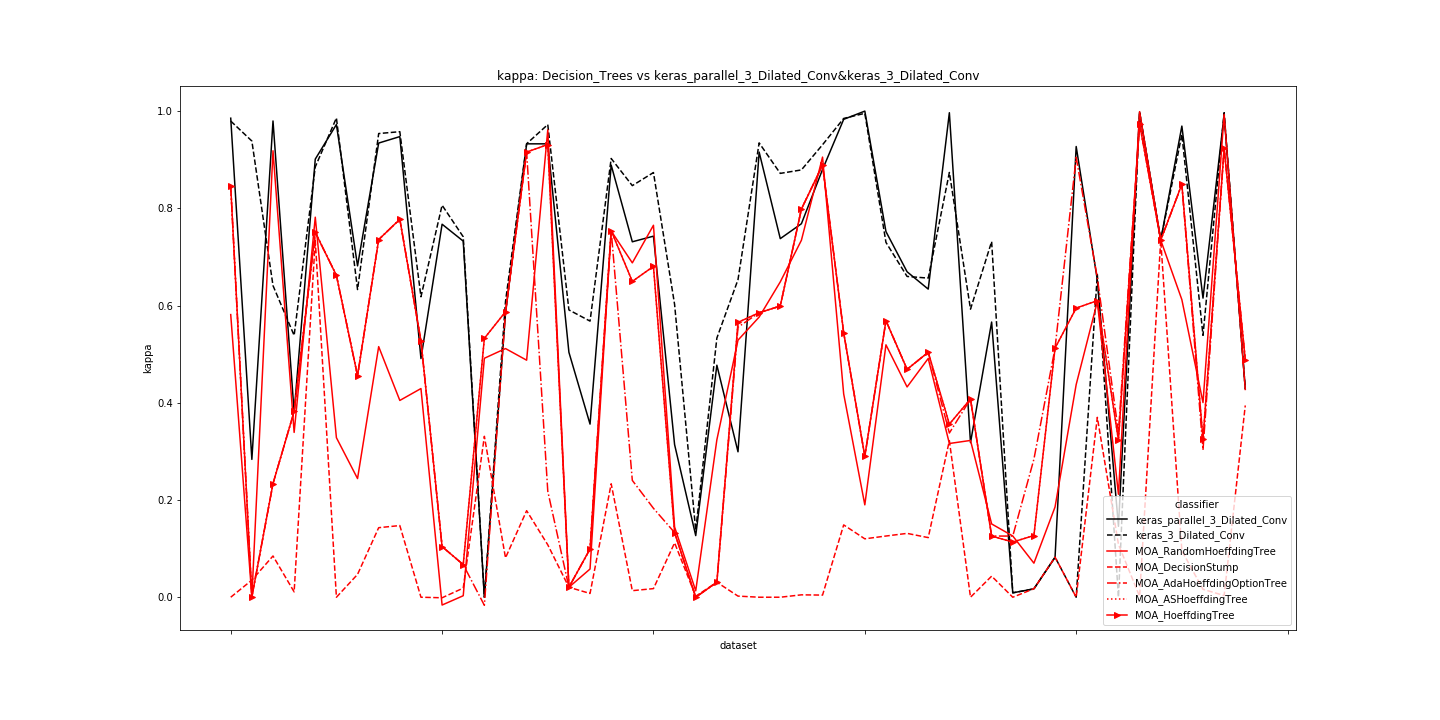 kappa: Decision_Trees vs keras_parallel_3_Dilated_Conv&keras_3_Dilated_Conv
1.0
0.8
0.6
0.4
0.2
0.0
kappa
dataset
classifier
keras_parallel_3_Dilated_Conv
keras_3_Dilated_Conv
MOA_RandomHoeffdingTree
MOA_DecisionStump
MOA_AdaHoeffdingOptionTree
MOA_ASHoeffdingTree
MOA_HoeffdingTree